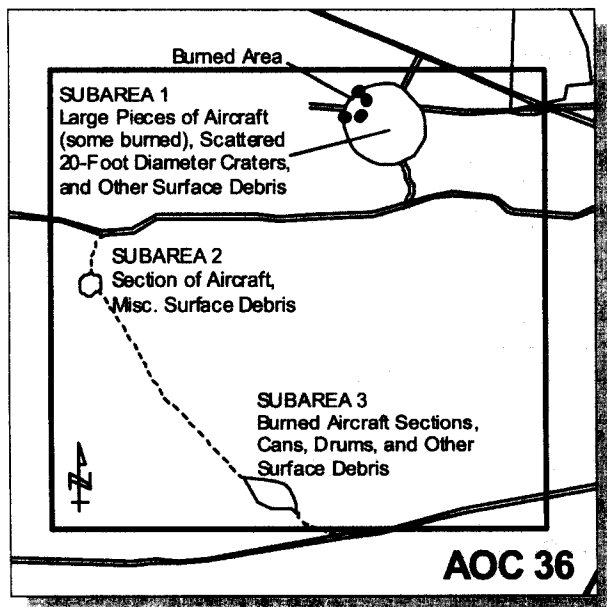 Burned Area
SUBAREA 1
Large Pieces of Aircraft
(some burned), Scattered
20-Foot Diameter Craters,
and Other Surface Debris
SUBAREA 2
Section of Aircraft,
Misc. Surface Debris
SUBAREA 3
Burned Aircraft Sections,
Cans, Drums, and Other
Surface Debris
N
AOC 36